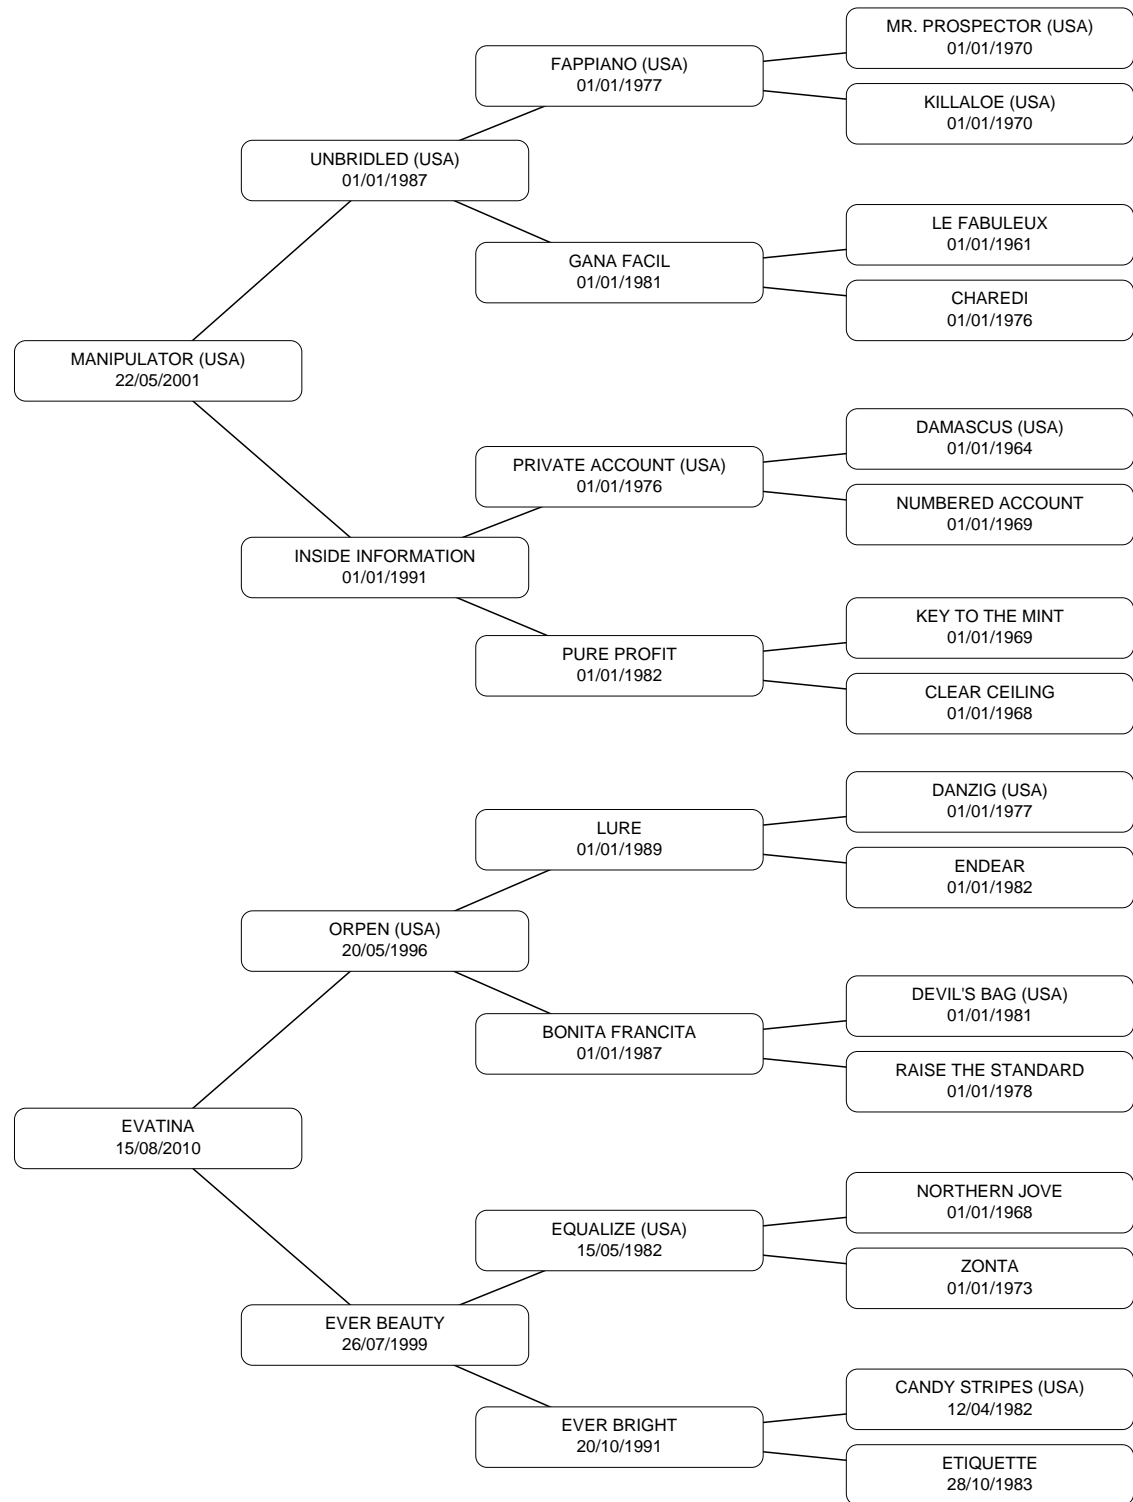 MR. PROSPECTOR (USA)
01/01/1970
FAPPIANO (USA)
01/01/1977
KILLALOE (USA)
01/01/1970
UNBRIDLED (USA)
01/01/1987
LE FABULEUX
01/01/1961
GANA FACIL
01/01/1981
CHAREDI
01/01/1976
MANIPULATOR (USA)
22/05/2001
DAMASCUS (USA)
01/01/1964
PRIVATE ACCOUNT (USA)
01/01/1976
NUMBERED ACCOUNT
01/01/1969
INSIDE INFORMATION
01/01/1991
KEY TO THE MINT
01/01/1969
PURE PROFIT
01/01/1982
CLEAR CEILING
01/01/1968
DANZIG (USA)
01/01/1977
LURE
01/01/1989
ENDEAR
01/01/1982
ORPEN (USA)
20/05/1996
DEVIL'S BAG (USA)
01/01/1981
BONITA FRANCITA
01/01/1987
RAISE THE STANDARD
01/01/1978
EVATINA
15/08/2010
NORTHERN JOVE
01/01/1968
EQUALIZE (USA)
15/05/1982
ZONTA
01/01/1973
EVER BEAUTY
26/07/1999
CANDY STRIPES (USA)
12/04/1982
EVER BRIGHT
20/10/1991
ETIQUETTE
28/10/1983